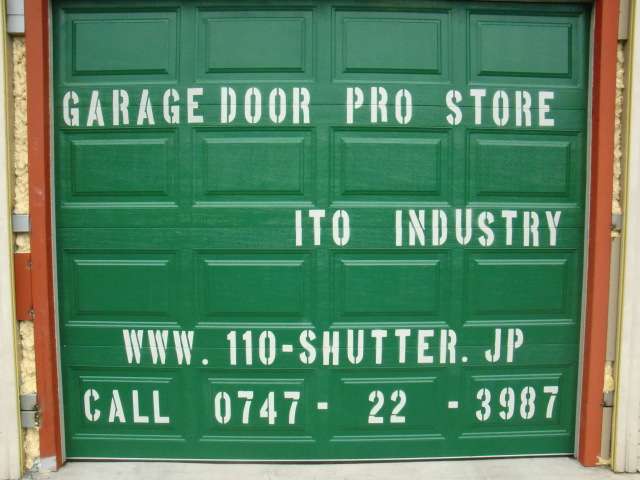 GARAGE DOOR PRO STORE
ITO INDUSTRY
WWW. 110-SHUTTER. JP
CALL 0747- 22 -3987